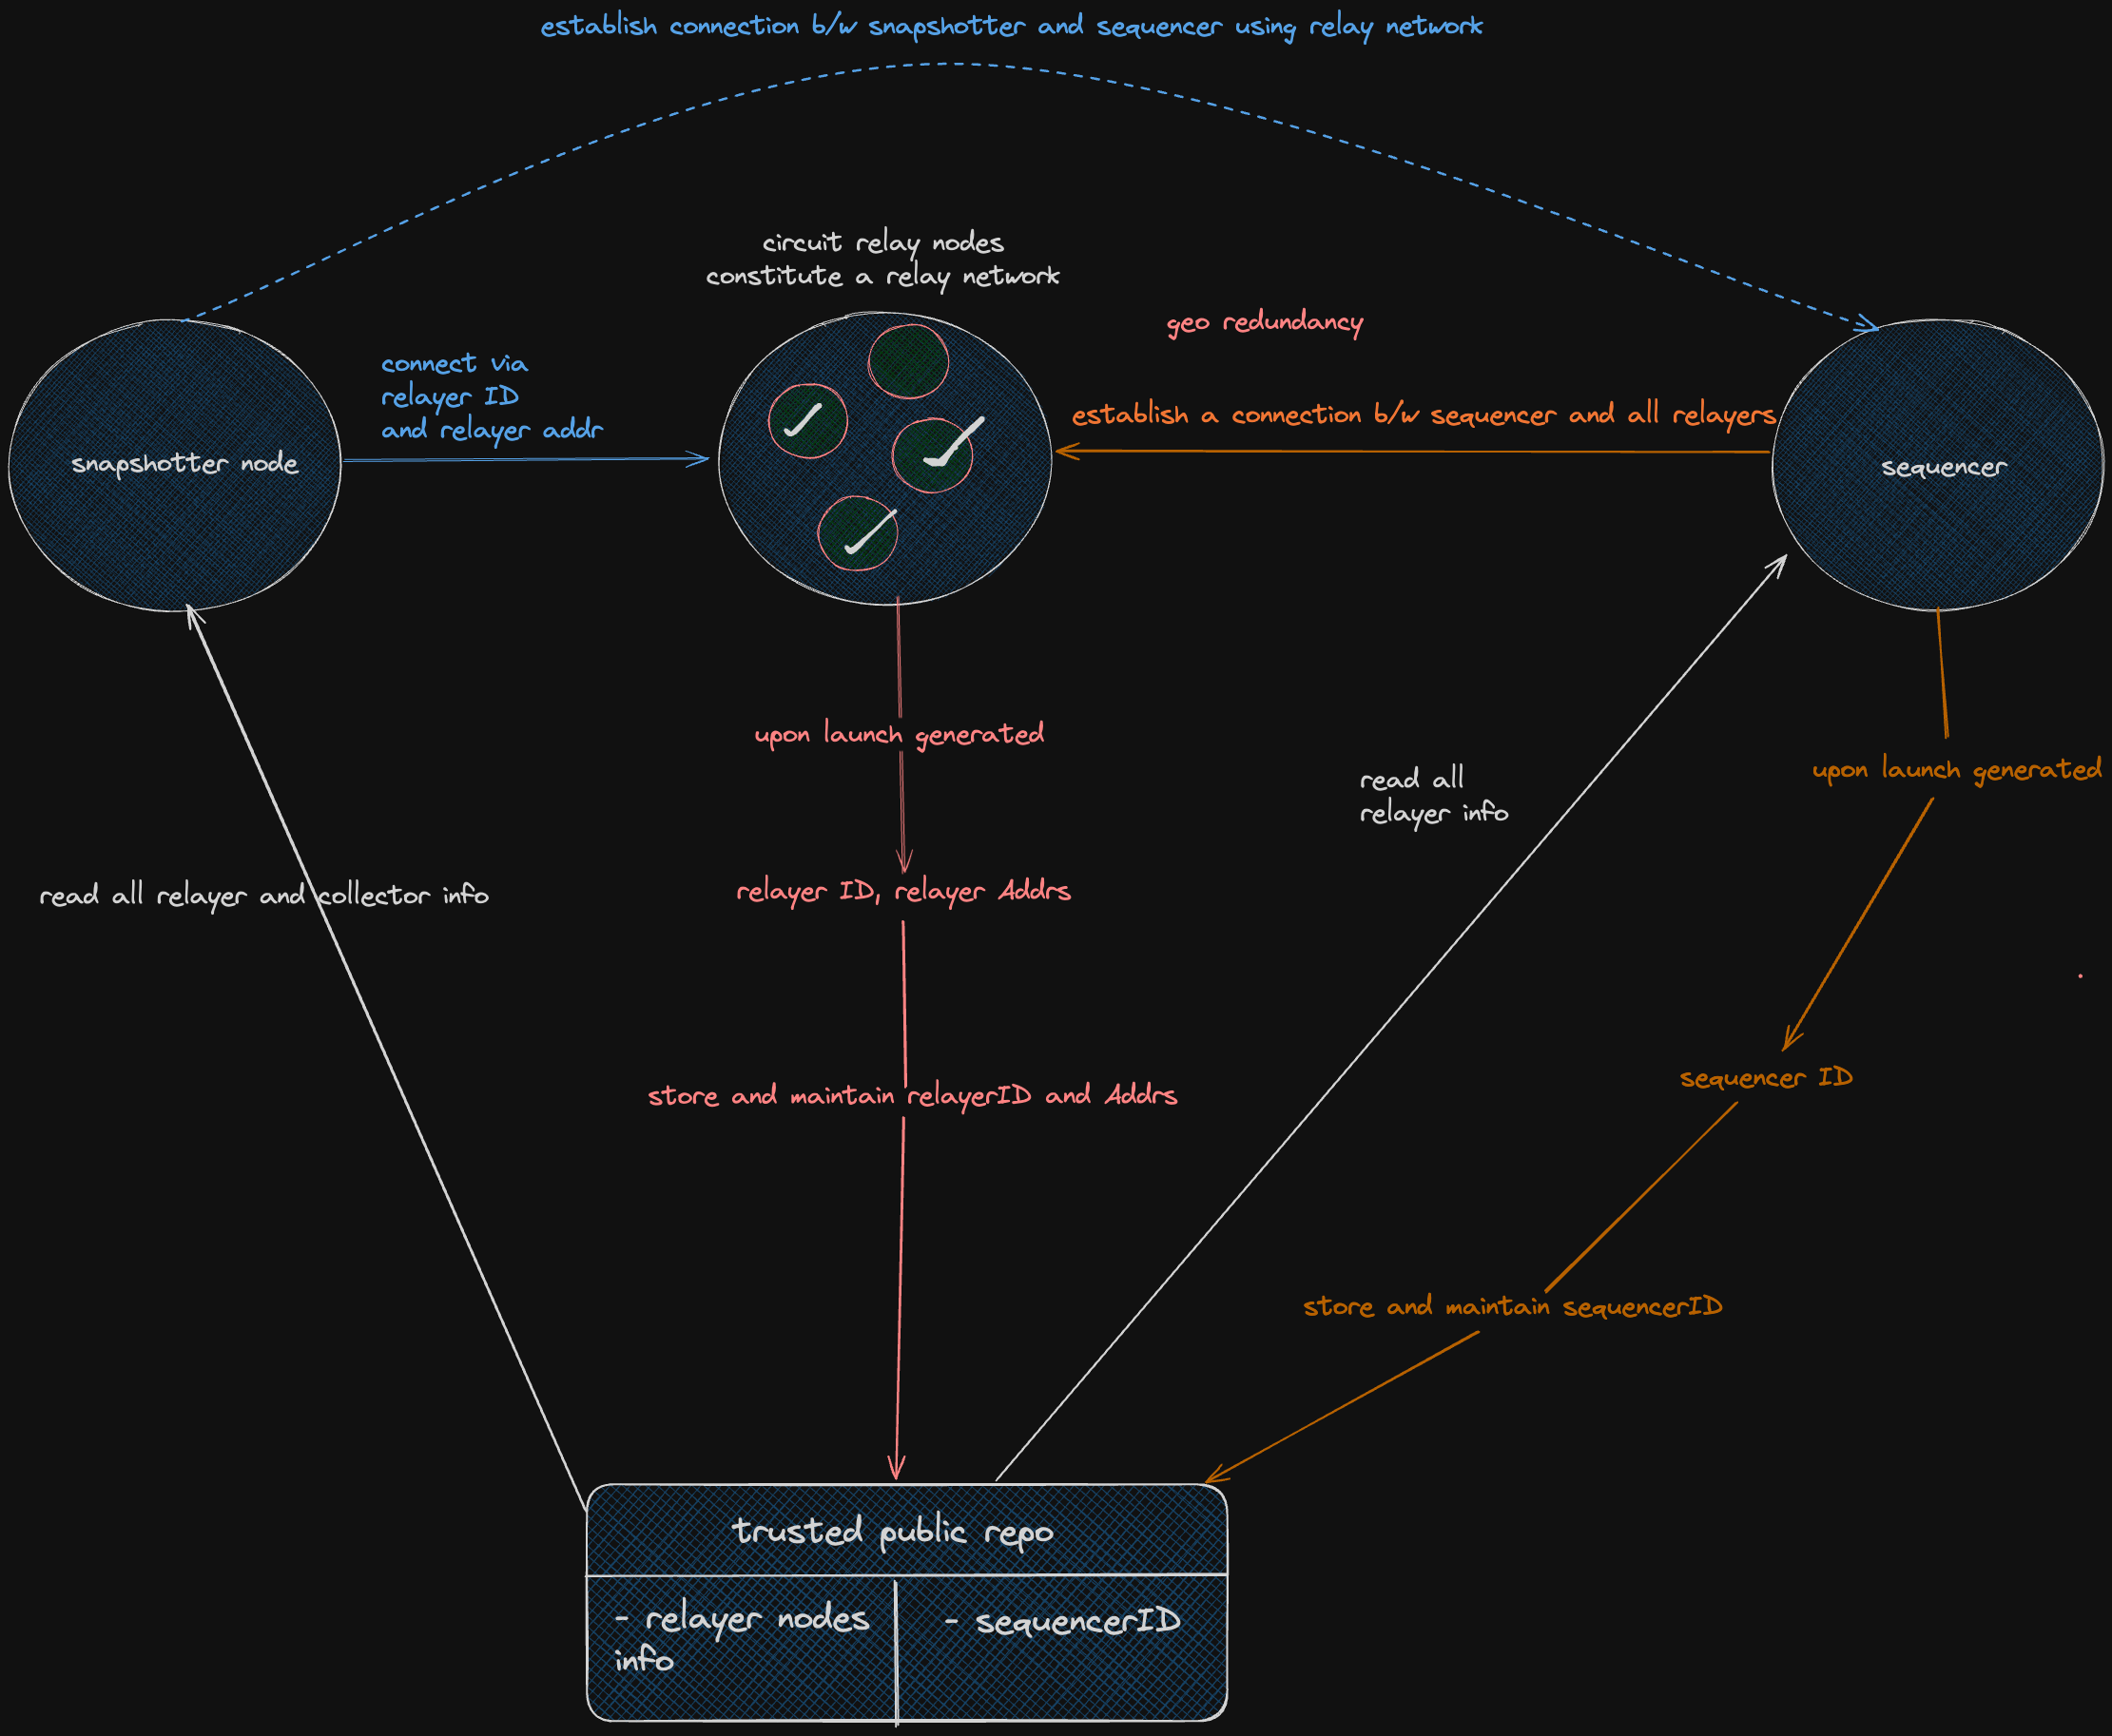 establish connection b/w snapshotter and sequencer using relay network
circuit relay nodes
constitute a relay network
geo redundancy
connect via
relayer ID
and relayer addr
establish a connection b/w sequencer and all relayers
snapshotter node
sequencer
upon launch generated
read all
relayer info
upon launch generated
read all relayer and collector info
relayer ID, relayer Addrs
sequencer ID
store and maintain relayerID and Addrs
store and maintain sequencerID
trusted public repo
- relayer nodes
info
- sequencerID